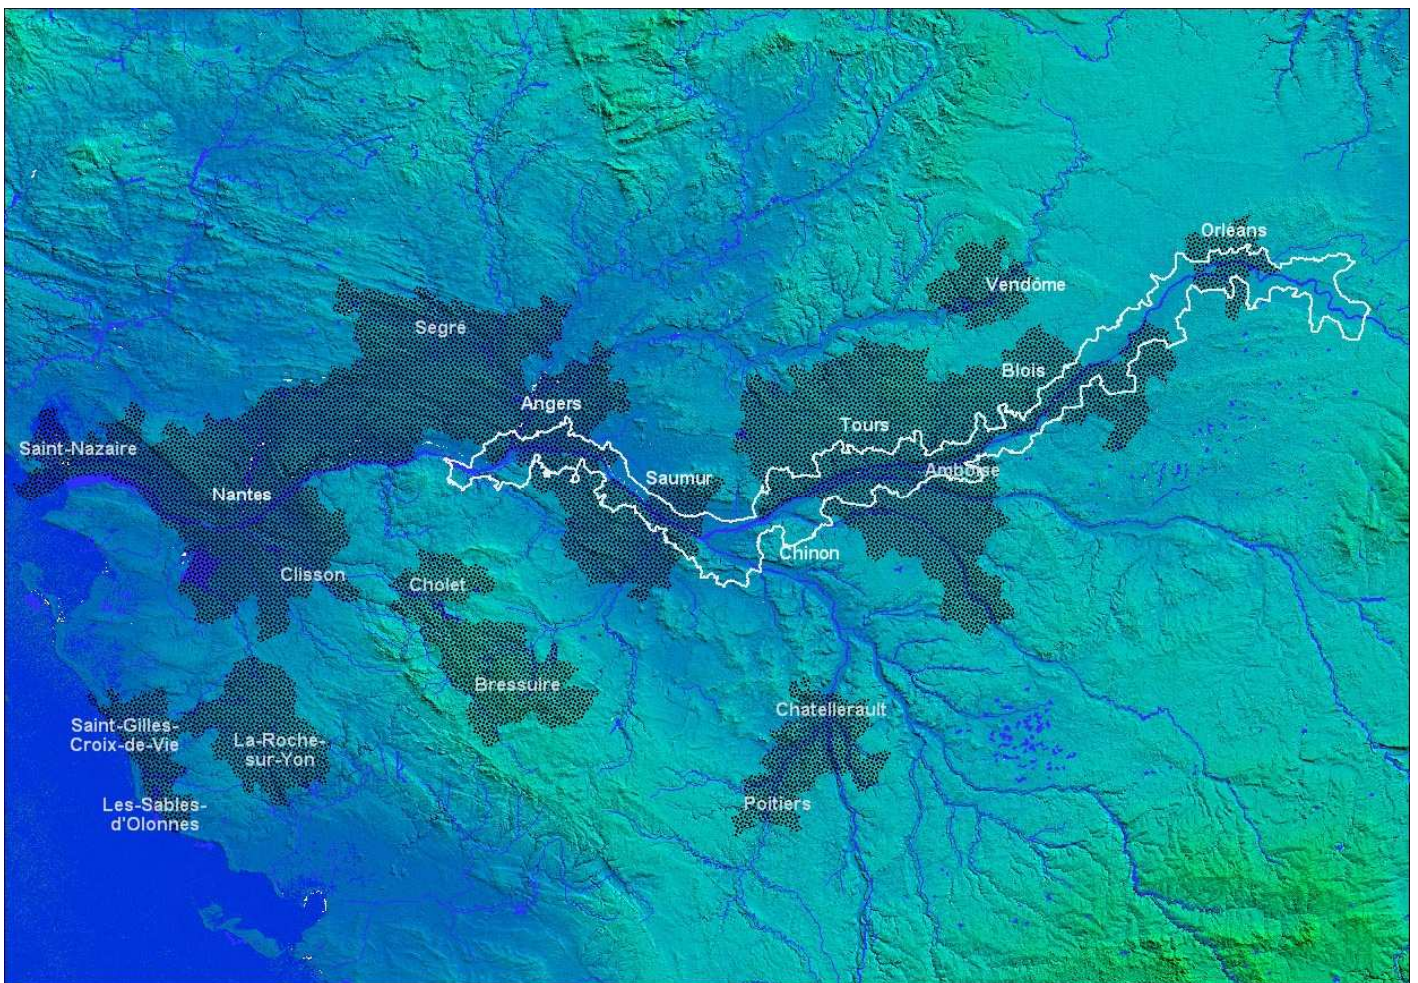 Orléans
Vendôme
Segré
Blois
Angers
Tours
Saint-Nazaire
Amboise
Saumur
Nantes
Chinon
Clisson
Cholet
Bressuire
Chatellerault
Saint-Gilles-
Croix-de-Vie
La-Roche-
sur-Yon
Les-Sables-
d'Olonnes
Poitiers